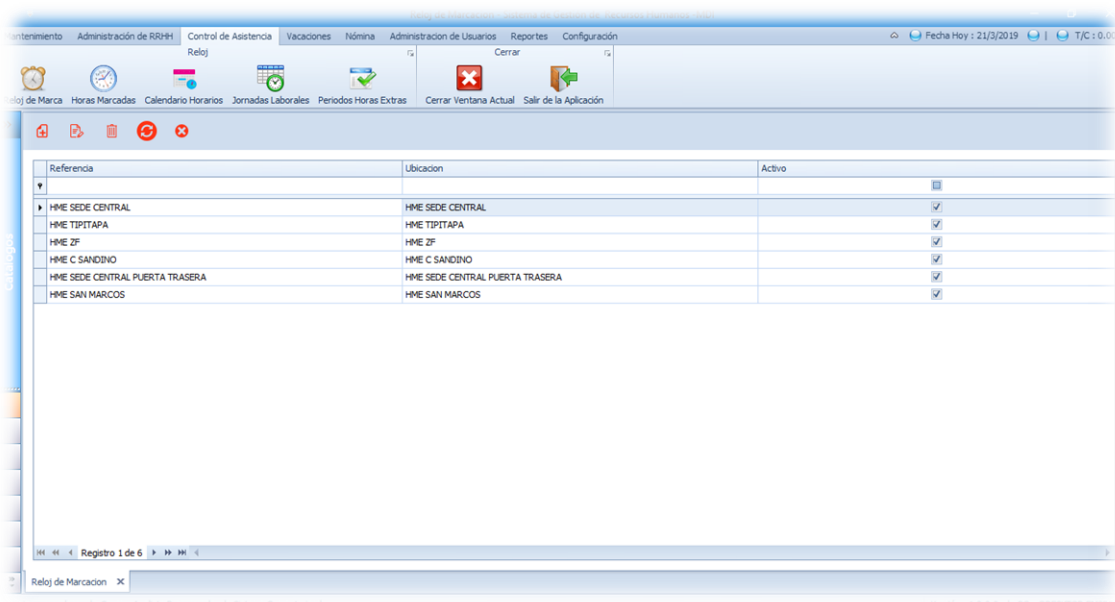 Mantenimiento Administración de RRHH Control de Asistencia Vacaciones Nómina Administracion de Usuarios Reportes Configuración Fecha Hoy : 21/3/2019 | T/C : 0.00
Reloj Cerrar
Reloj de Marca Horas Marcadas Calendario Horarios Jornadas Laborales Periodos Horas Extras Cerrar Ventana Actual Salir de la Aplicación
Referencia Ubicacion Activo
HME SEDE CENTRAL HME SEDE CENTRAL
HME TIPITAPA HME TIPITAPA
HME ZF HME ZF
HME C SANDINO HME C SANDINO
HME SEDE CENTRAL PUERTA TRASERA HME SEDE CENTRAL PUERTA TRASERA
HME SAN MARCOS HME SAN MARCOS
Catalogos
Registro 1 de 6
Reloj de Marcacion